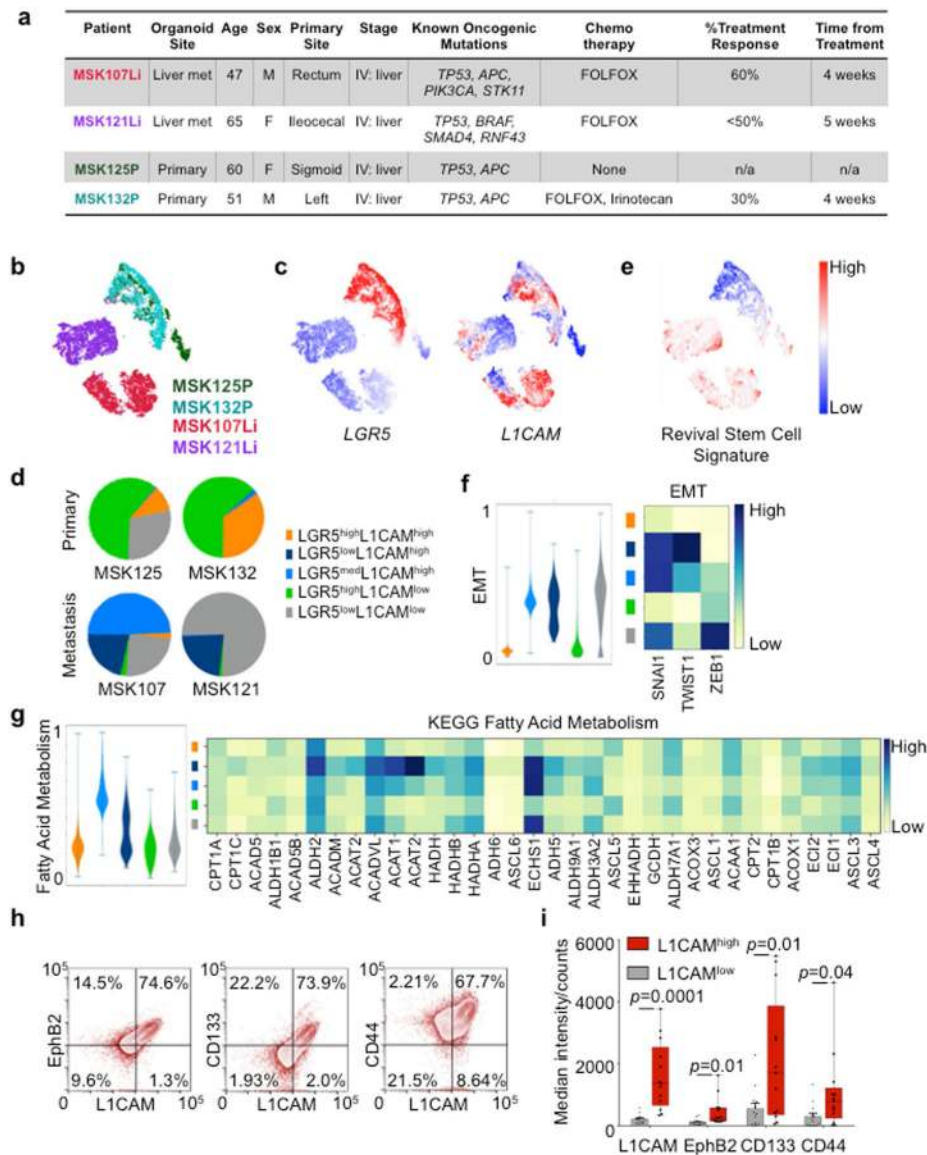 a
Patient Organoid Site Age Sex Primary Site Stage Known Oncogenic Mutations Chemo therapy %Treatment Response Time from Treatment
MSK107Li Liver met 47 M Rectum IV: liver TP53, APC, PIK3CA, STK11 FOLFOX 60% 4 weeks
MSK121Li Liver met 65 F Ileocecal IV: liver TP53, BRAF, SMAD4, RNF43 FOLFOX <50% 5 weeks
MSK125P Primary 60 F Sigmoid IV: liver TP53, APC None n/a n/a
MSK132P Primary 51 M Left IV: liver TP53, APC FOLFOX, Irinotecan 30% 4 weeks
b
MSK125P
MSK132P
MSK107Li
MSK121Li
c
LGR5
L1CAM
e
High
Low
Revival Stem Cell
Signature
d
Primary
MSK125 MSK132
Metastasis
MSK107 MSK121
LGR5highL1CAMhigh
LGR5lowL1CAMhigh
LGR5medL1CAMhigh
LGR5highL1CAMlow
LGR5lowL1CAMlow
f
EMT
1
0
EMT
High
Low
SNAI1
TWIST1
ZEB1
g
Fatty Acid Metabolism
1
0
KEGG Fatty Acid Metabolism
High
Low
CPT1A
CPT1C
ACAD5
ALDH1B1
ACAD5B
ALDH2
ACADM
ACAT2
ACADVL
ACAT1
ACAT2
HADH
HADHB
HADHA
ADH6
ASCL6
ECHS1
ADH5
ALDH9A1
ALDH3A2
ASCL5
EHHADH
GCDH
ALDH7A1
ACOX3
ASCL1
ACAA1
CPT2
CPT1B
ACOX1
ECI2
ECI1
ASCL3
ASCL4
h
105
EphB2
14.5% 74.6%
9.6% 1.3%
0
0 L1CAM 105
105
CD133
22.2% 73.9%
1.93% 2.0%
0
0 L1CAM 105
105
CD44
2.21% 67.7%
21.5% 8.64%
0
0 L1CAM 105
i
Median intensity/counts
6000
4000
2000
0
L1CAMhigh
L1CAMlow
p=0.0001
p=0.01
p=0.01
p=0.04
L1CAM EphB2 CD133 CD44